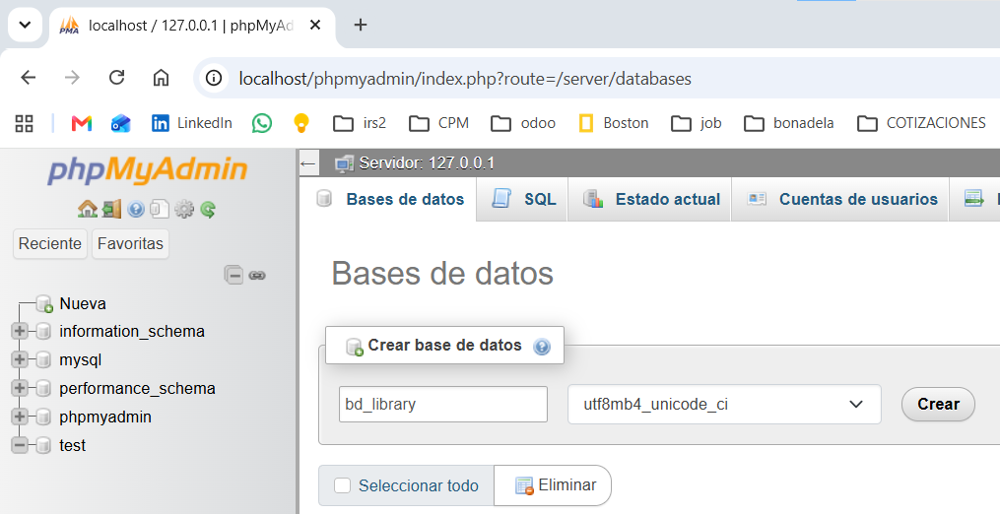 localhost / 127.0.0.1 | phpMyAd
localhost/phpmyadmin/index.php?route=/server/databases
LinkedIn irs2 CPM odoo Boston job bonadela COTIZACIONES
phpMyAdmin
Reciente Favoritas
Nueva
information_schema
mysql
performance_schema
phpmyadmin
test
Servidor: 127.0.0.1
Bases de datos SQL Estado actual Cuentas de usuarios
Bases de datos
Crear base de datos
bd_library utf8mb4_unicode_ci Crear
Seleccionar todo Eliminar